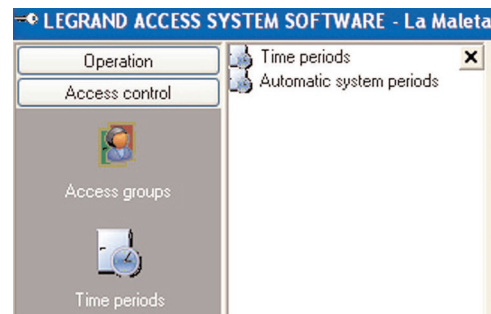 LEGRAND ACCESS SYSTEM SOFTWARE - La Maleta
Operation
Access control
Access groups
Time periods
Time periods
Automatic system periods